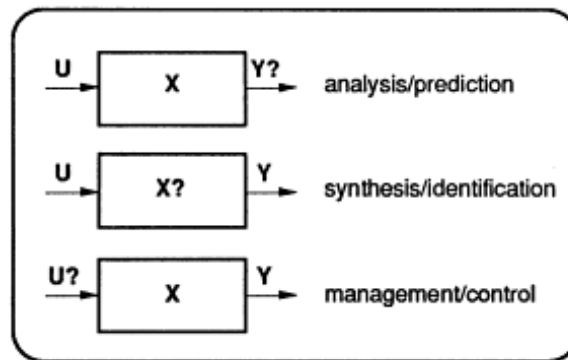 U X Y? analysis/prediction
U X? Y synthesis/identification
U? X Y management/control